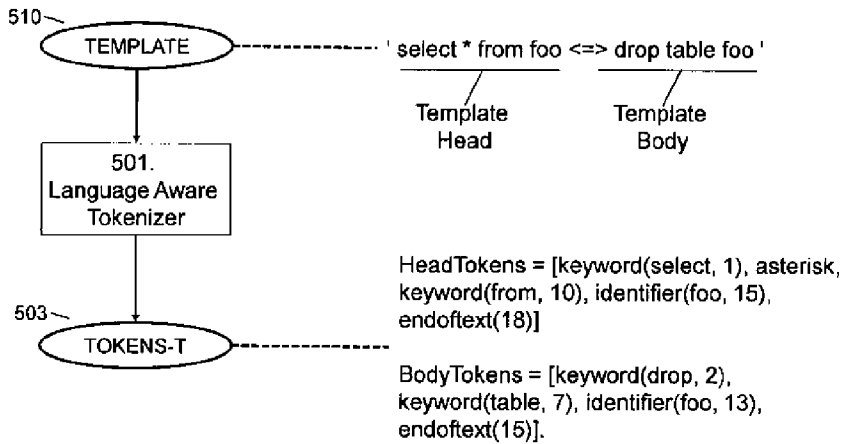 510
TEMPLATE
' select * from foo <=> drop table foo '
Template
Head
Template
Body
501.
Language Aware
Tokenizer
HeadTokens = [keyword(select, 1), asterisk,
keyword(from, 10), identifier(foo, 15),
endoftext(18)]
503
TOKENS-T
BodyTokens = [keyword(drop, 2),
keyword(table, 7), identifier(foo, 13),
endoftext(15)].